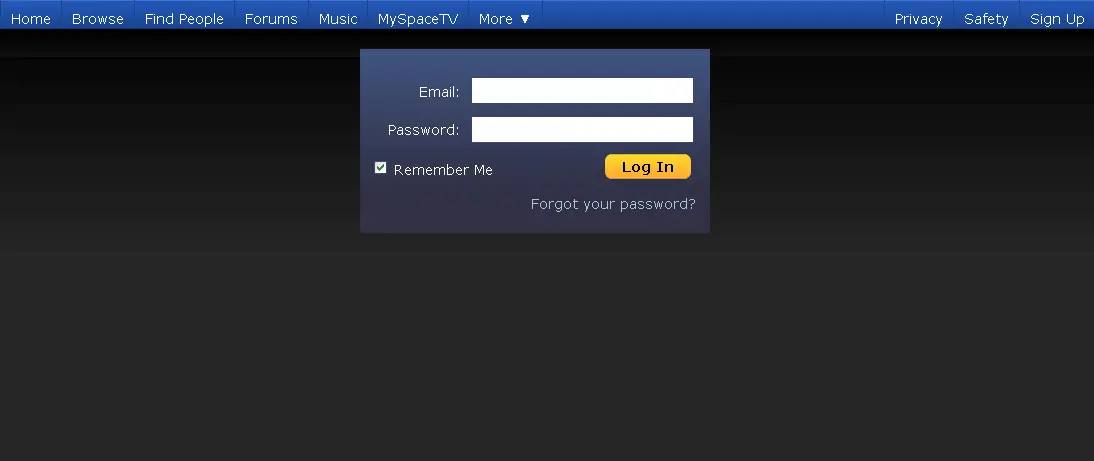 Home Browse Find People Forums Music MySpaceTV More ▼ Privacy Safety Sign Up
Email:
Password:
Remember Me Log In
Forgot your password?